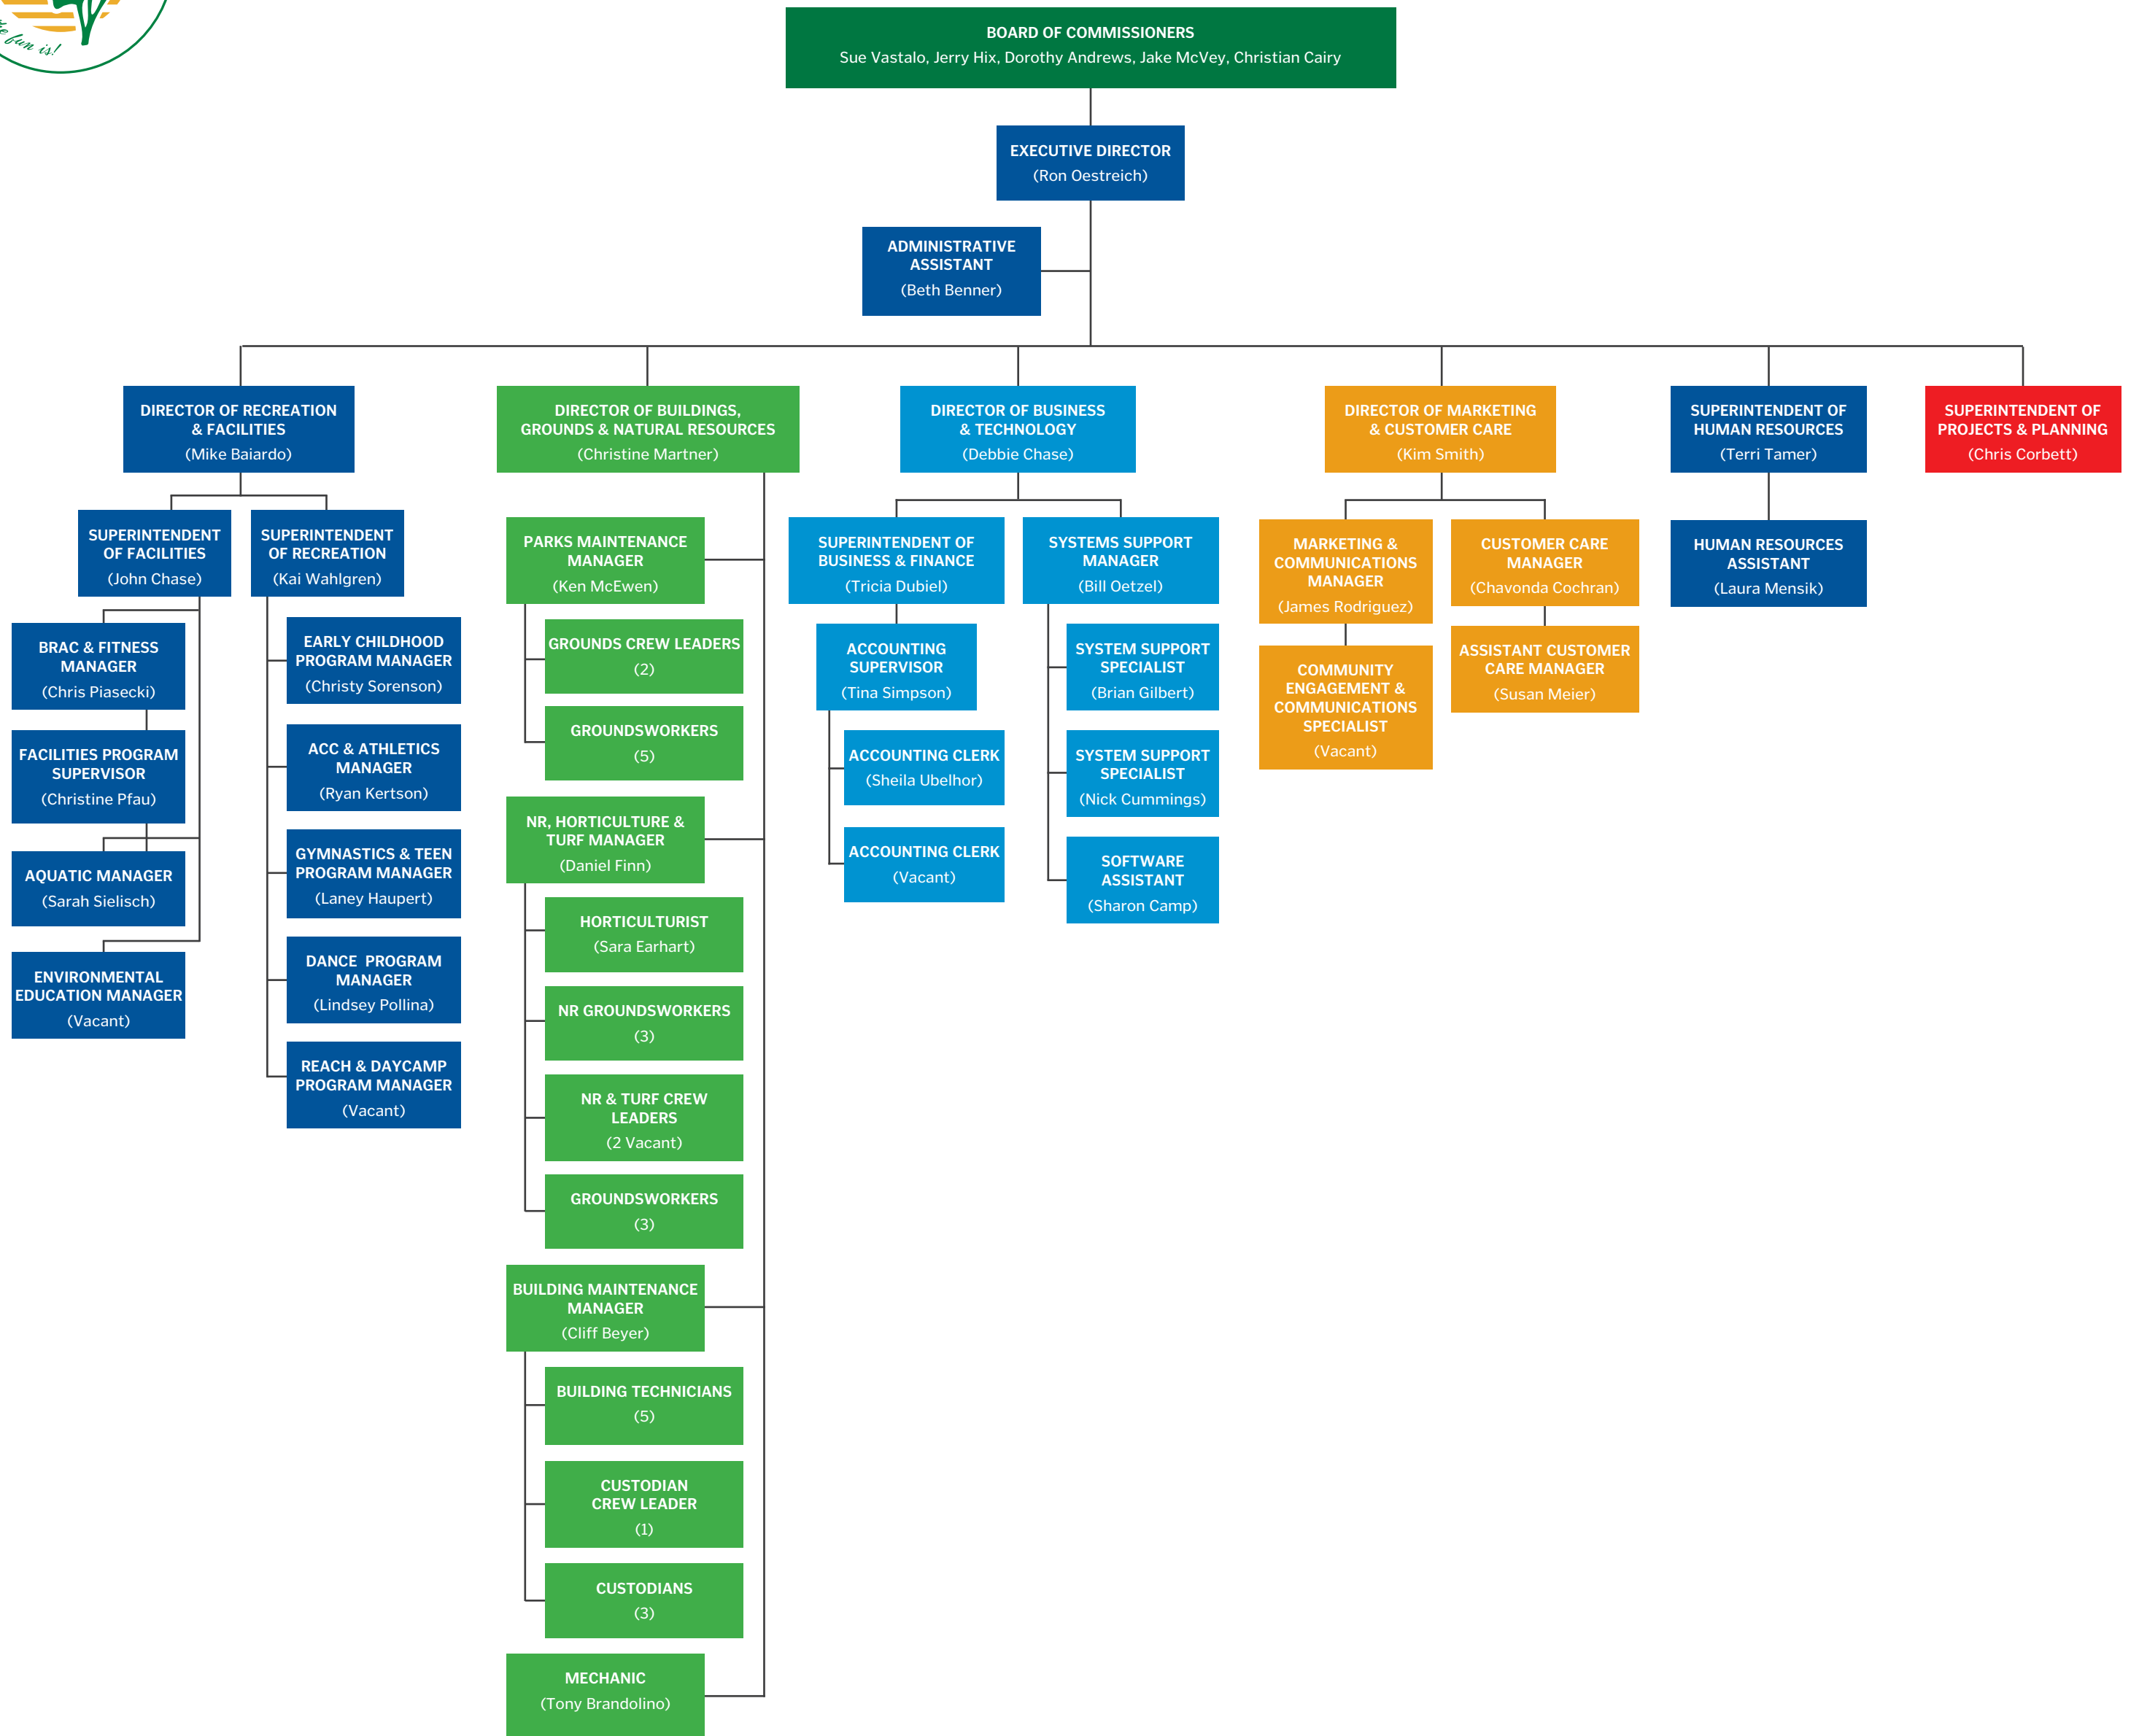 fun is!
BOARD OF COMMISSIONERS
Sue Vastalo, Jerry Hix, Dorothy Andrews, Jake McVey, Christian Cairy
EXECUTIVE DIRECTOR
(Ron Oestreich)
ADMINISTRATIVE
ASSISTANT
(Beth Benner)
DIRECTOR OF RECREATION
& FACILITIES
(Mike Baiardo)
SUPERINTENDENT
OF FACILITIES
(John Chase)
BRAC & FITNESS
MANAGER
(Chris Piasecki)
FACILITIES PROGRAM
SUPERVISOR
(Christine Pfau)
AQUATIC MANAGER
(Sarah Sielisch)
ENVIRONMENTAL
EDUCATION MANAGER
(Vacant)
SUPERINTENDENT
OF RECREATION
(Kai Wahlgren)
EARLY CHILDHOOD
PROGRAM MANAGER
(Christy Sorenson)
ACC & ATHLETICS
MANAGER
(Ryan Kertson)
GYMNASTICS & TEEN
PROGRAM MANAGER
(Laney Haupert)
DANCE PROGRAM
MANAGER
(Lindsey Pollina)
REACH & DAYCAMP
PROGRAM MANAGER
(Vacant)
DIRECTOR OF BUILDINGS,
GROUNDS & NATURAL RESOURCES
(Christine Martner)
PARKS MAINTENANCE
MANAGER
(Ken McEwen)
GROUNDS CREW LEADERS
(2)
GROUNDSWORKERS
(5)
NR, HORTICULTURE &
TURF MANAGER
(Daniel Finn)
HORTICULTURIST
(Sara Earhart)
NR GROUNDSWORKERS
(3)
NR & TURF CREW
LEADERS
(2 Vacant)
GROUNDSWORKERS
(3)
BUILDING MAINTENANCE
MANAGER
(Cliff Beyer)
BUILDING TECHNICIANS
(5)
CUSTODIAN
CREW LEADER
(1)
CUSTODIANS
(3)
MECHANIC
(Tony Brandolino)
DIRECTOR OF BUSINESS
& TECHNOLOGY
(Debbie Chase)
SUPERINTENDENT OF
BUSINESS & FINANCE
(Tricia Dubiel)
ACCOUNTING
SUPERVISOR
(Tina Simpson)
ACCOUNTING CLERK
(Sheila Ubelhor)
ACCOUNTING CLERK
(Vacant)
SYSTEMS SUPPORT
MANAGER
(Bill Oetzel)
SYSTEM SUPPORT
SPECIALIST
(Brian Gilbert)
SYSTEM SUPPORT
SPECIALIST
(Nick Cummings)
SOFTWARE
ASSISTANT
(Sharon Camp)
DIRECTOR OF MARKETING
& CUSTOMER CARE
(Kim Smith)
MARKETING &
COMMUNICATIONS
MANAGER
(James Rodriguez)
COMMUNITY
ENGAGEMENT &
COMMUNICATIONS
SPECIALIST
(Vacant)
CUSTOMER CARE
MANAGER
(Chavonda Cochran)
ASSISTANT CUSTOMER
CARE MANAGER
(Susan Meier)
SUPERINTENDENT OF
HUMAN RESOURCES
(Terri Tamer)
HUMAN RESOURCES
ASSISTANT
(Laura Mensik)
SUPERINTENDENT OF
PROJECTS & PLANNING
(Chris Corbett)